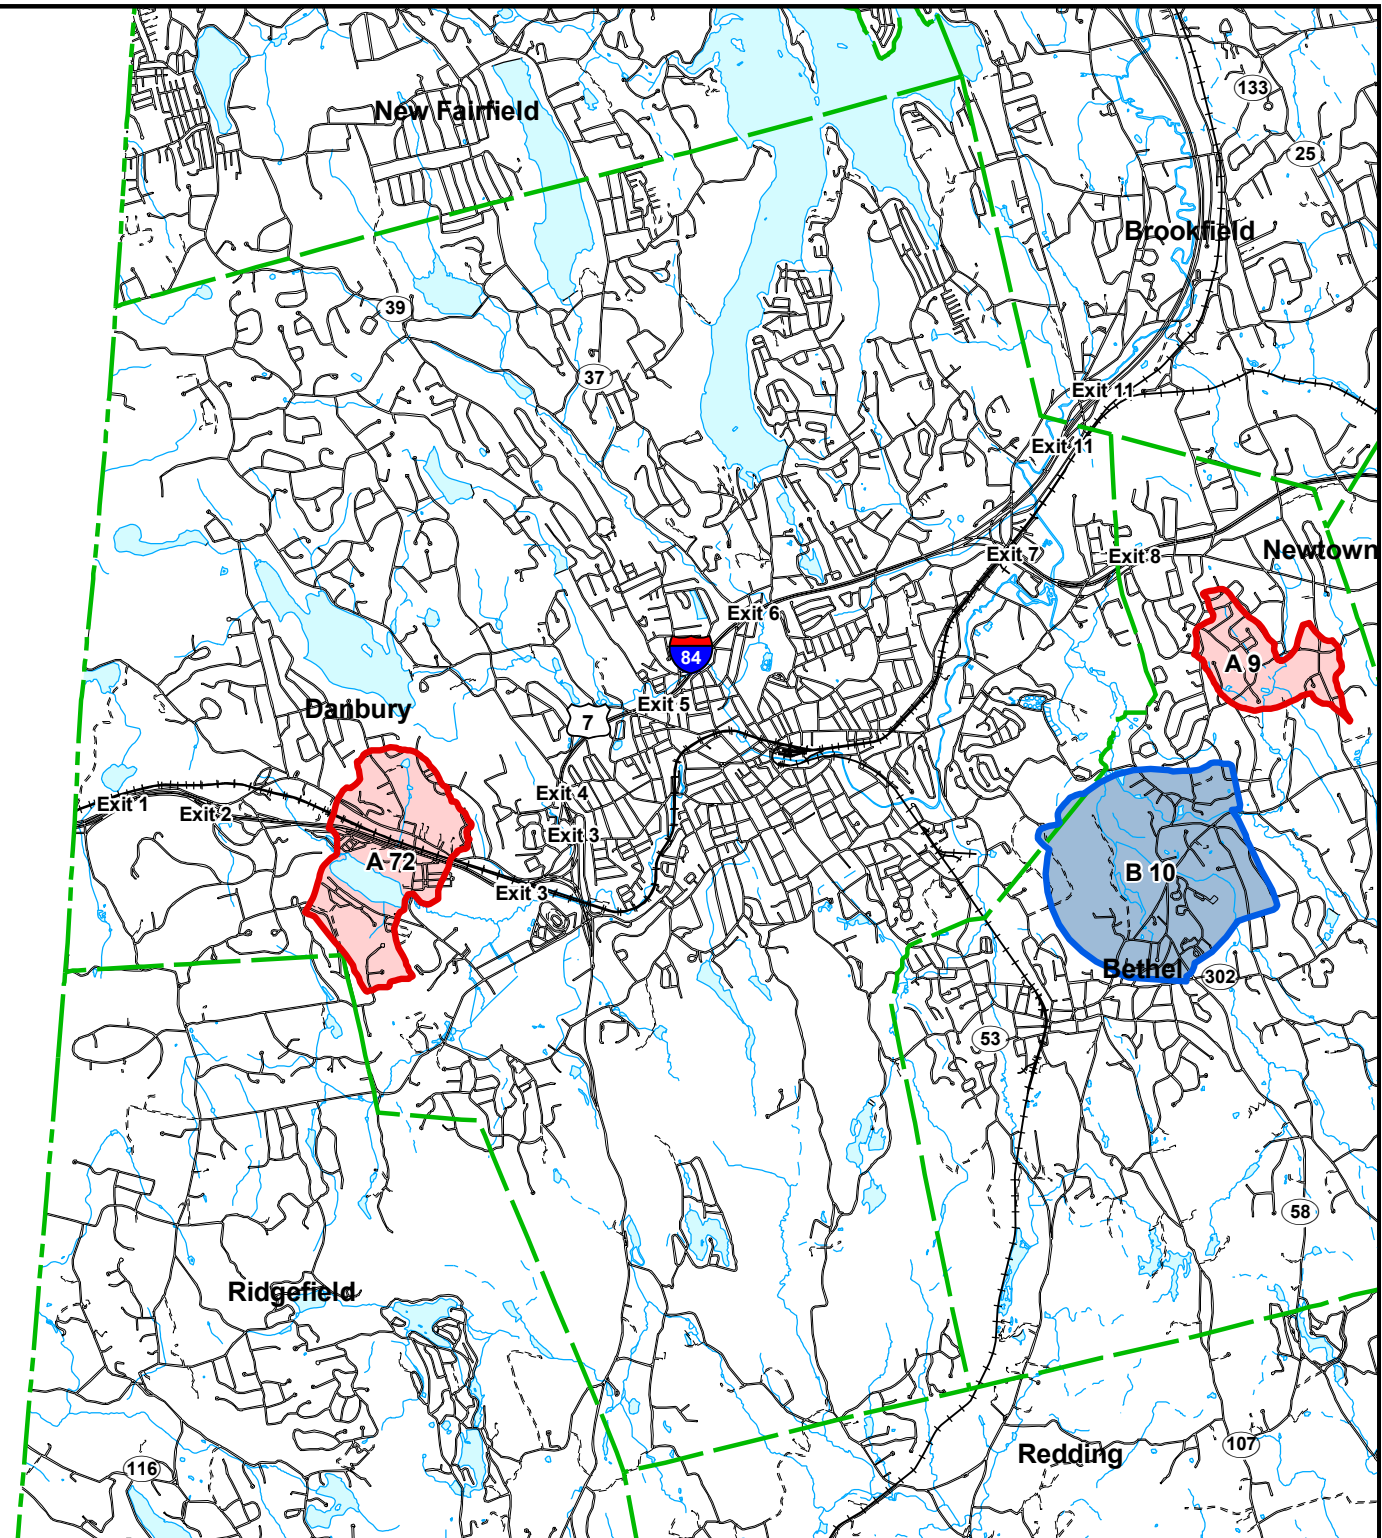 New Fairfield
133
25
Brookfield
39
37
Exit 11
Exit 11
Exit 7
Exit 8
Newtown
Exit 6
84
A 9
Exit 5
Danbury
7
Exit 4
Exit 1
Exit 2
Exit 3
A 72
B 10
Exit 3
Bethel
302
53
58
Ridgefield
107
Redding
116